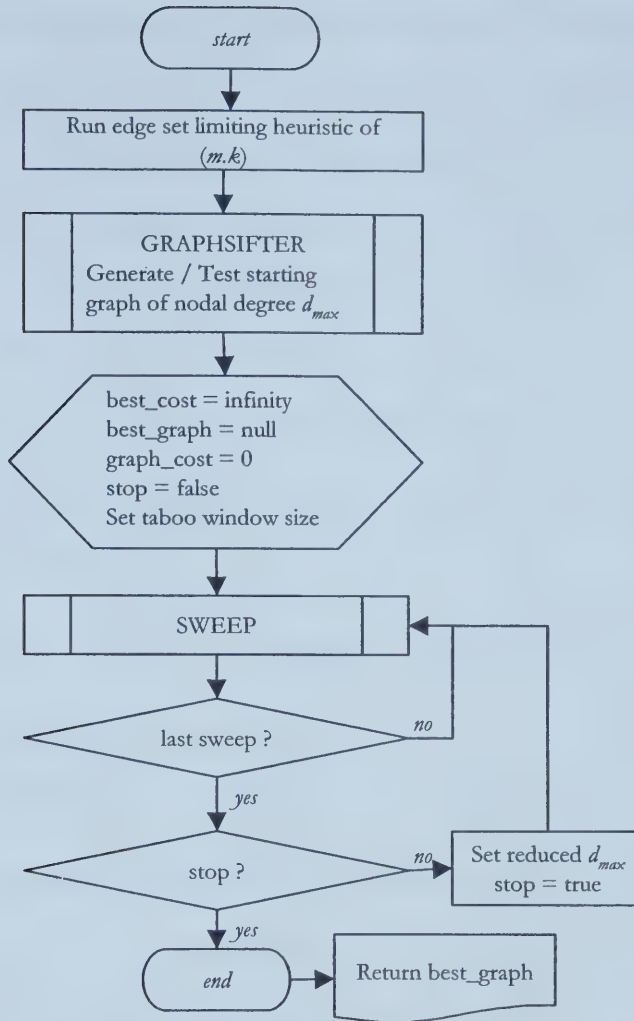 start
Run edge set limiting heuristic of
(m.k)
GRAPHSIFTER
Generate / Test starting
graph of nodal degree d_max
best_cost = infinity
best_graph = null
graph_cost = 0
stop = false
Set taboo window size
SWEEP
last sweep ?
no
yes
stop ?
no
Set reduced d_max
stop = true
yes
end
Return best_graph